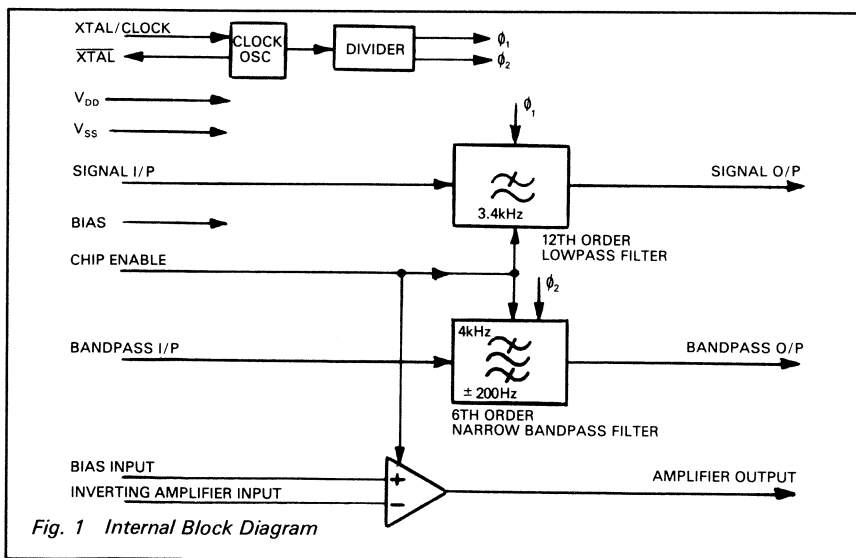 XTAL/CLOCK
XTAL
CLOCK
OSC
DIVIDER
ϕ1
ϕ2
VDD
VSS
ϕ1
SIGNAL I/P
SIGNAL O/P
3.4kHz
BIAS
12TH ORDER
LOWPASS FILTER
CHIP ENABLE
ϕ2
4kHz
BANDPASS I/P
BANDPASS O/P
± 200Hz
6TH ORDER
NARROW BANDPASS FILTER
BIAS INPUT
+
AMPLIFIER OUTPUT
INVERTING AMPLIFIER INPUT
−
Fig. 1 Internal Block Diagram